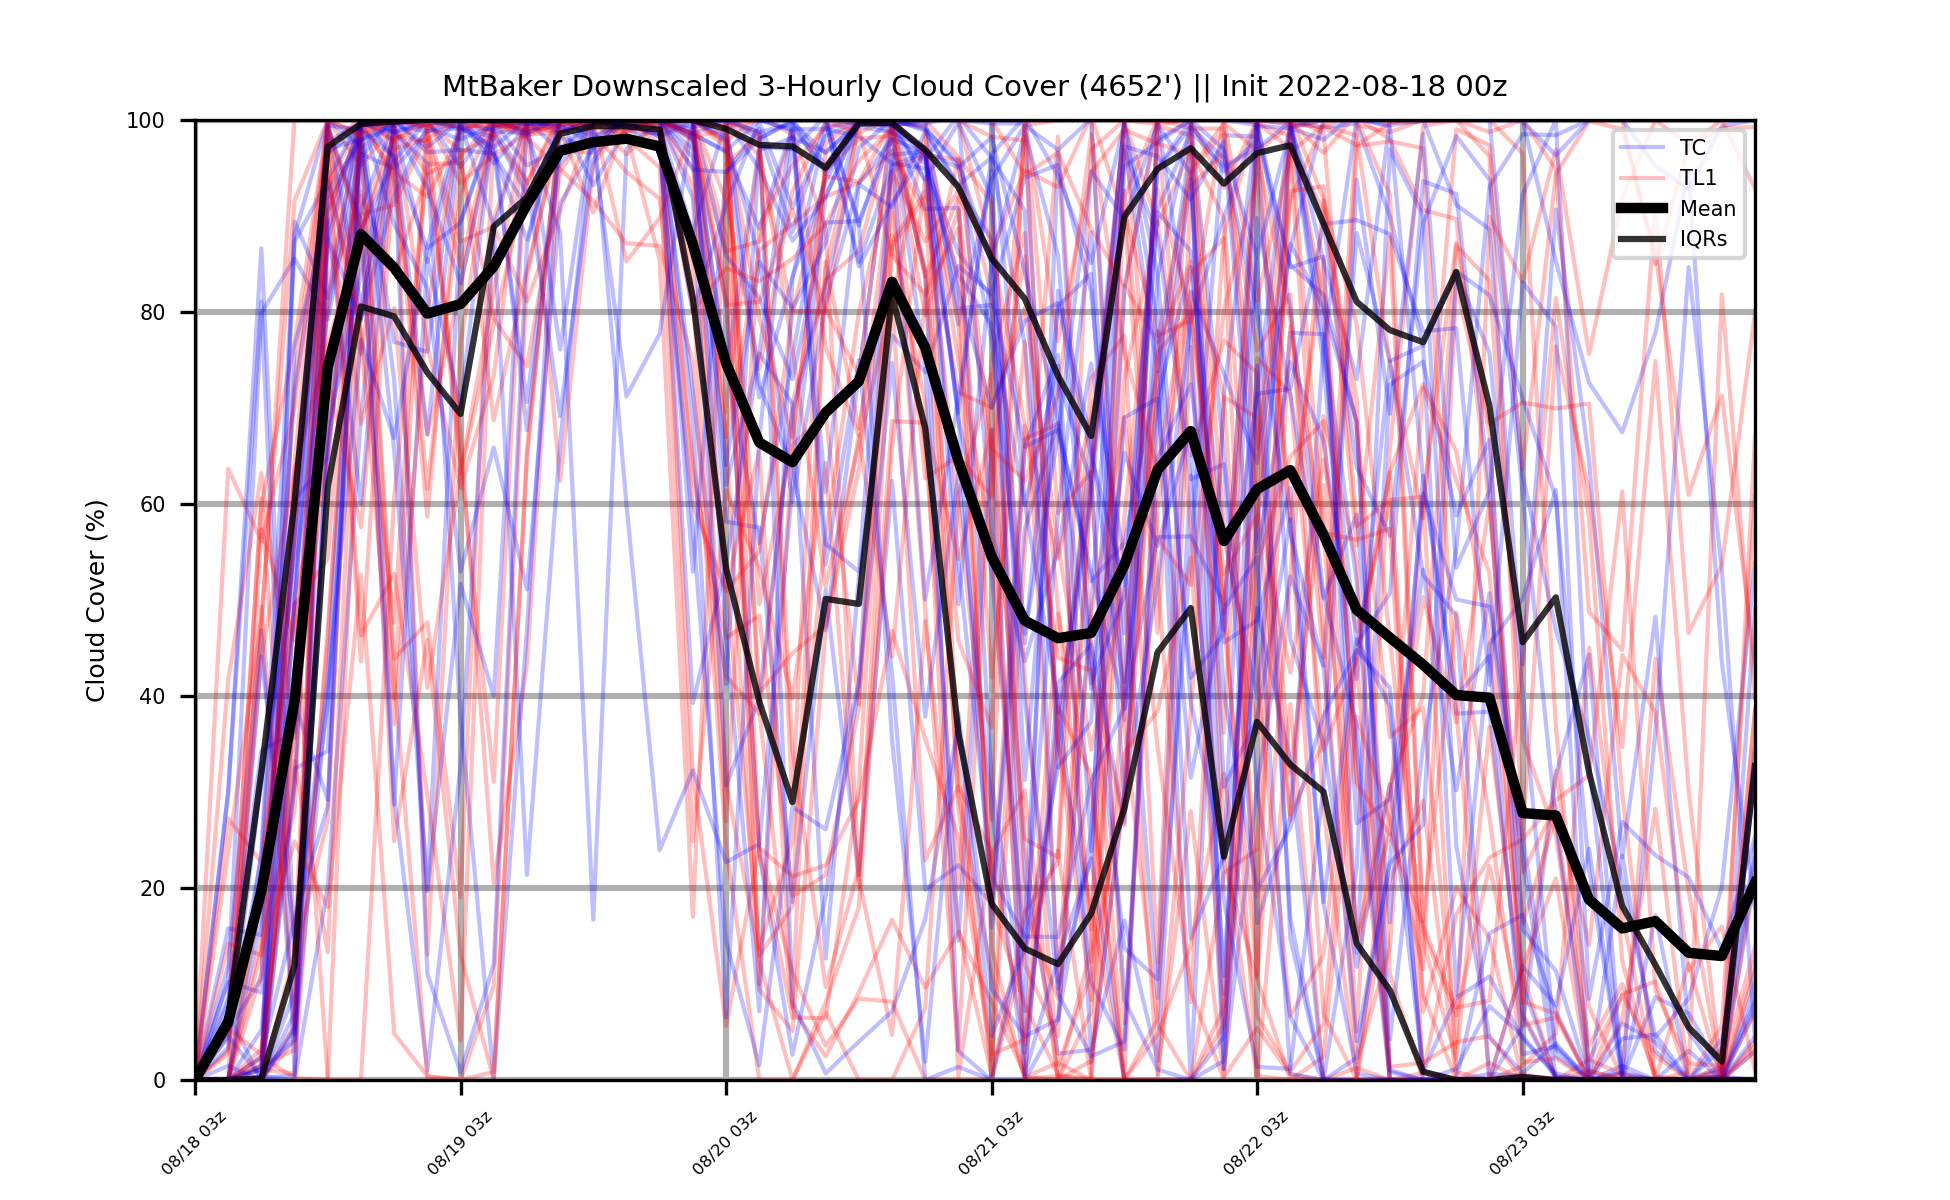 MtBaker Downscaled 3-Hourly Cloud Cover (4652') || Init 2022-08-18 00z
Cloud Cover (%)
100
80
60
40
20
0
TC
TL1
Mean
IQRs
08/18 03z
08/19 03z
08/20 03z
08/21 03z
08/22 03z
08/23 03z